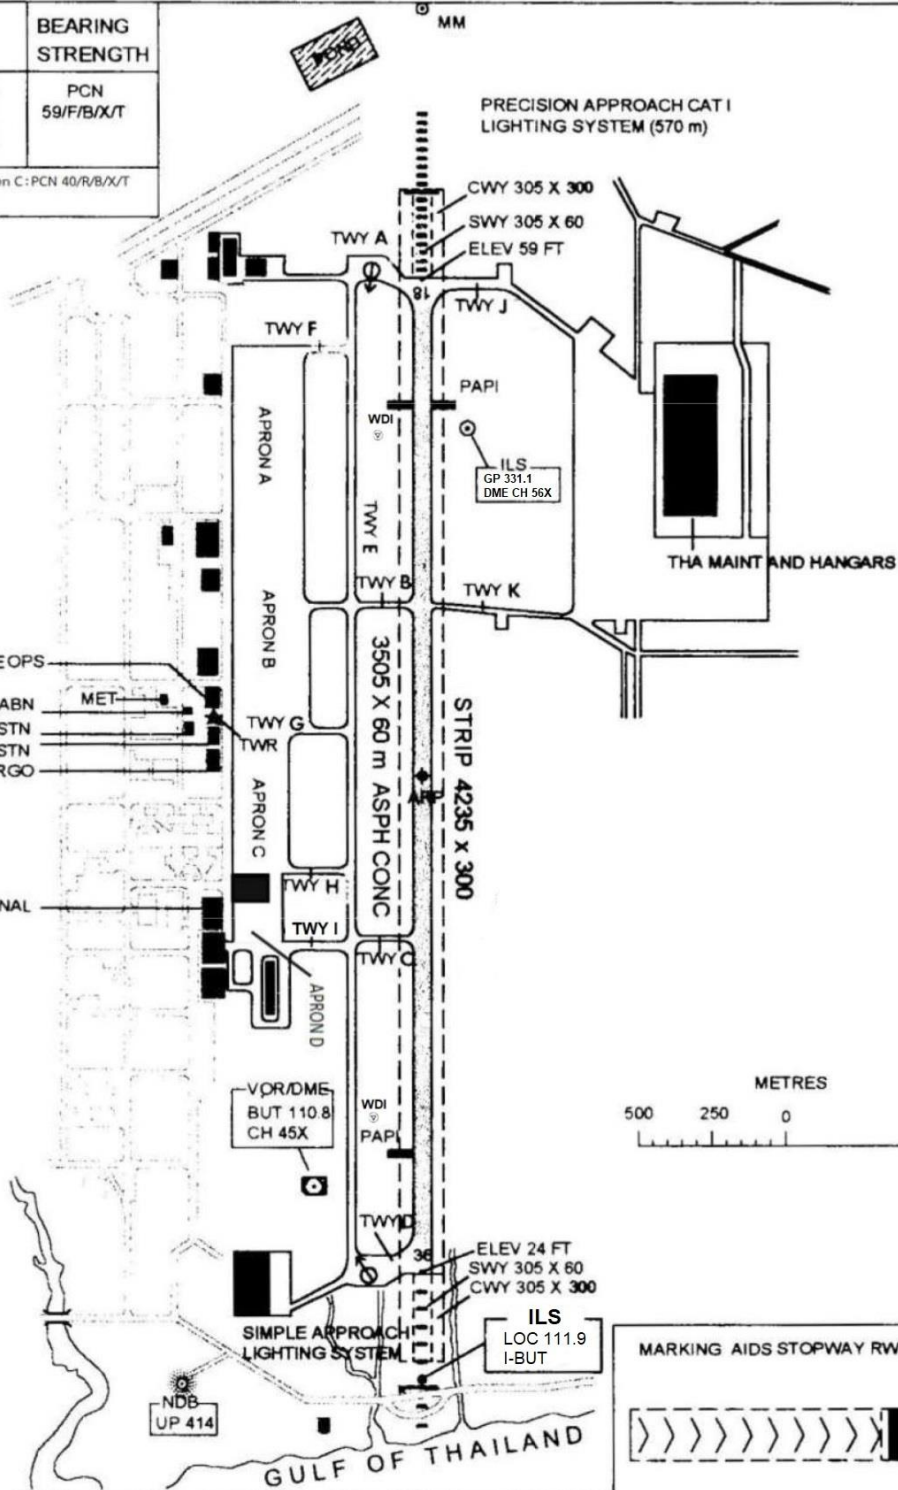 BEARING
STRENGTH
PCN
59/F/B/X/T
n C: PCN 40/R/B/X/T
MM
POND
PRECISION APPROACH CAT I
LIGHTING SYSTEM (570 m)
CWY 305 X 300
SWY 305 X 60
ELEV 59 FT
TWY A
18
TWY J
TWY F
PAPI
WDI
APRON A
ILS
GP 331.1
DME CH 56X
TWY E
THA MAINT AND HANGARS
TWY B
TWY K
APRON B
3505 X 60 m ASPH CONC
E OPS
MET
ABN
STN
STN
RGO
TWY G
TWR
STRIP 4235 x 300
ARP
APRON C
TWY H
NAL
TWY I
TWY C
APRON D
VOR/DME
BUT 110.8
CH 45X
WDI
PAPI
METRES
500 250 0
TWY D
36
ELEV 24 FT
SWY 305 X 60
CWY 305 X 300
SIMPLE APPROACH
LIGHTING SYSTEM
ILS
LOC 111.9
I-BUT
MARKING AIDS STOPWAY RW
NDB
UP 414
GULF OF THAILAND